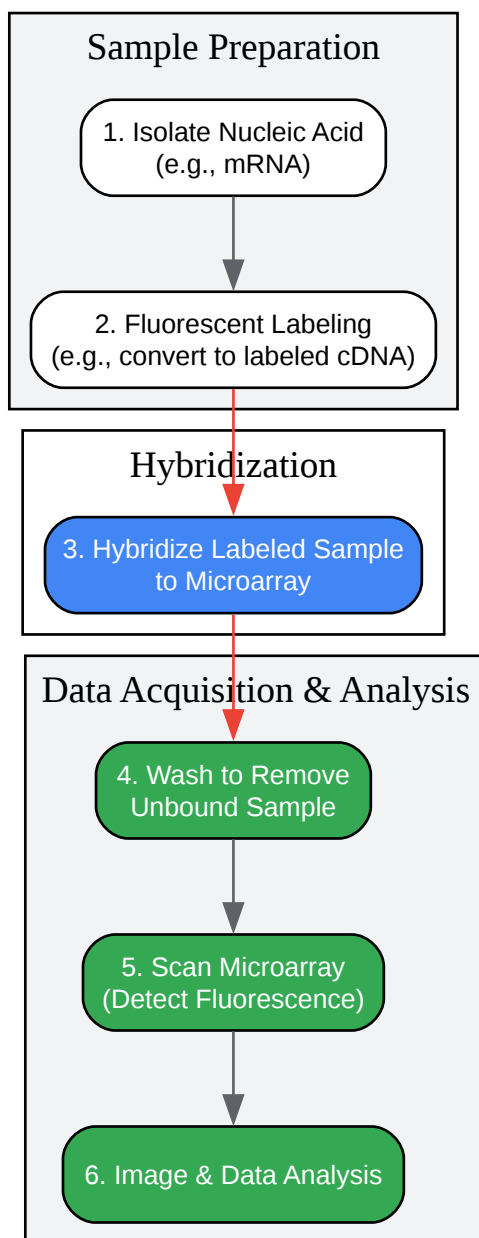 Sample Preparation
1. Isolate Nucleic Acid
(e.g., mRNA)
2. Fluorescent Labeling
(e.g., convert to labeled cDNA)
Hybridization
3. Hybridize Labeled Sample
to Microarray
Data Acquisition & Analysis
4. Wash to Remove
Unbound Sample
5. Scan Microarray
(Detect Fluorescence)
6. Image & Data Analysis